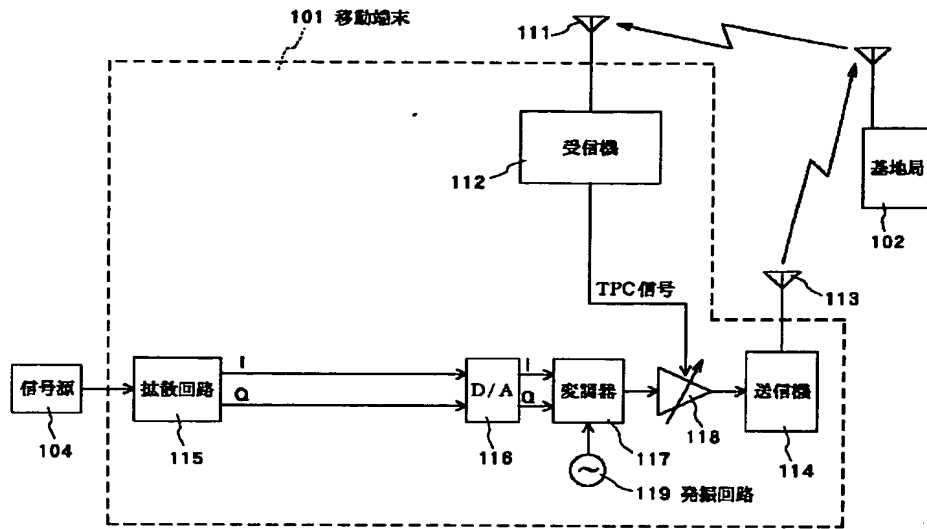 101 移動端末
111
受信機
112
基地局
102
TPC信号
113
信号源
104
拡散回路
115
I
Q
D/A
116
I
Q
変調器
117
118
送信機
114
119 発振回路